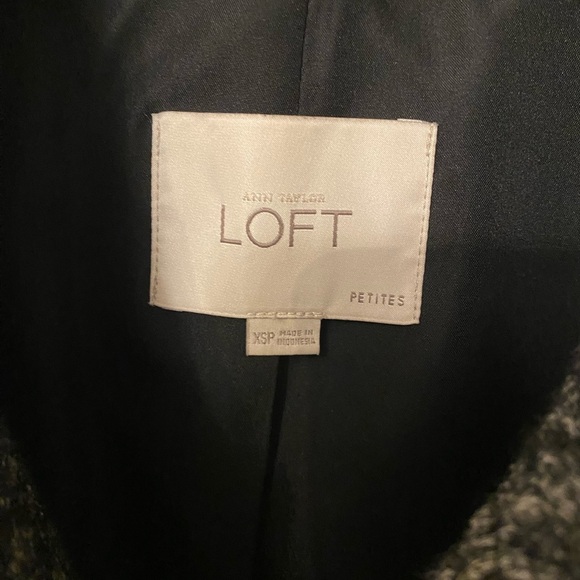 ANN TAYLOR
LOFT
PETITES
XSP MADE IN
INDONESIA